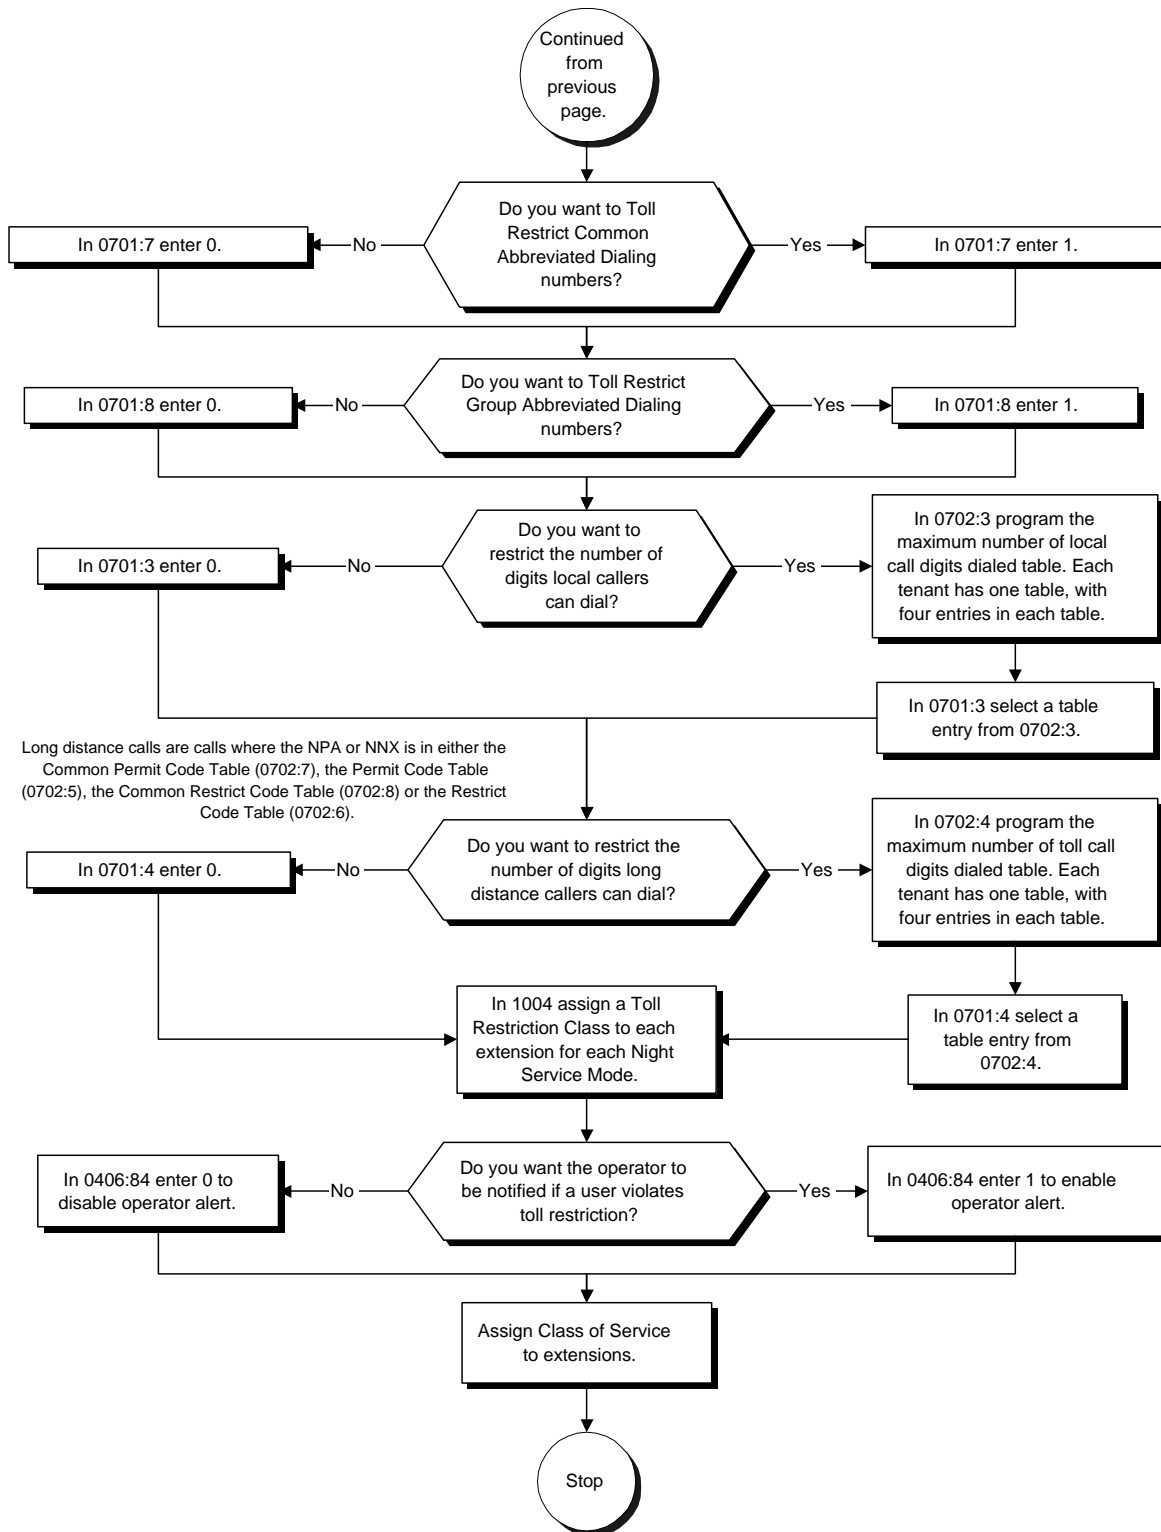 Continued
from
previous
page.
Do you want to Toll
Restrict Common
Abbreviated Dialing
numbers?
No
Yes
In 0701:7 enter 0.
In 0701:7 enter 1.
Do you want to Toll Restrict
Group Abbreviated Dialing
numbers?
No
Yes
In 0701:8 enter 0.
In 0701:8 enter 1.
Do you want to
restrict the number of
digits local callers
can dial?
No
Yes
In 0701:3 enter 0.
In 0702:3 program the
maximum number of local
call digits dialed table. Each
tenant has one table, with
four entries in each table.
In 0701:3 select a table
entry from 0702:3.
Long distance calls are calls where the NPA or NNX is in either the
Common Permit Code Table (0702:7), the Permit Code Table
(0702:5), the Common Restrict Code Table (0702:8) or the Restrict
Code Table (0702:6).
Do you want to restrict the
number of digits long
distance callers can dial?
No
Yes
In 0701:4 enter 0.
In 0702:4 program the
maximum number of toll call
digits dialed table. Each
tenant has one table, with
four entries in each table.
In 0701:4 select a
table entry from
0702:4.
In 1004 assign a Toll
Restriction Class to each
extension for each Night
Service Mode.
Do you want the operator to
be notified if a user violates
toll restriction?
No
Yes
In 0406:84 enter 0 to
disable operator alert.
In 0406:84 enter 1 to enable
operator alert.
Assign Class of Service
to extensions.
Stop